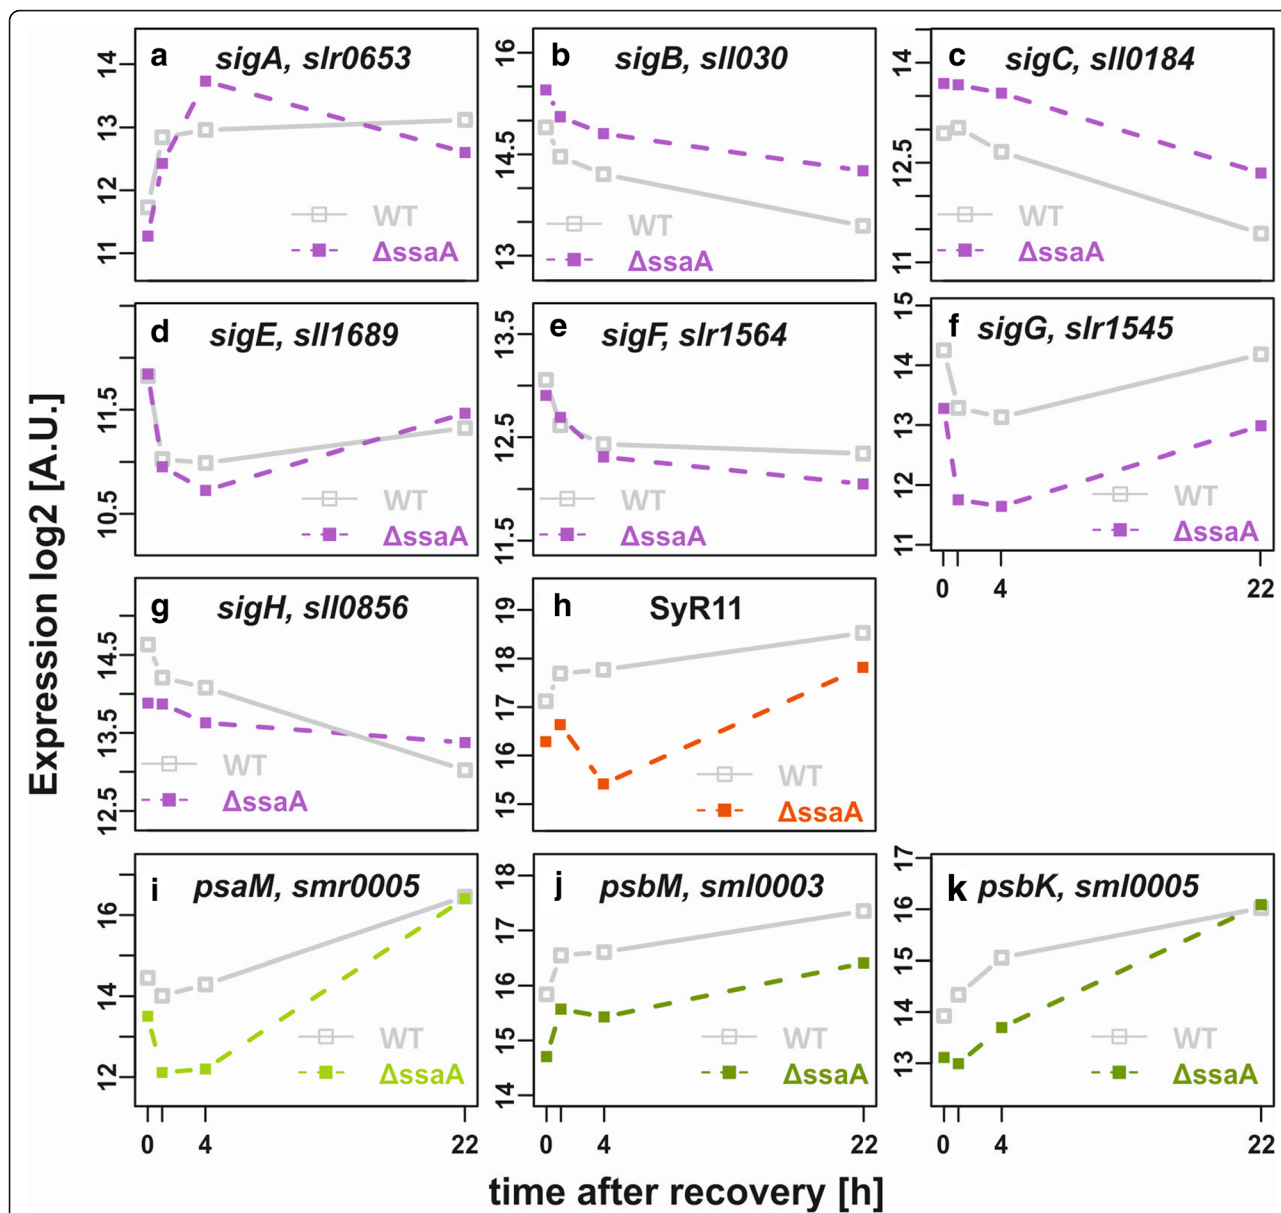 Expression log2 [A.U.]
a sigA, slr0653
14
13
12
11
WT
ΔssaA
b sigB, sll030
16
14.5
13
WT
ΔssaA
c sigC, sll0184
14
12.5
11
WT
ΔssaA
d sigE, sll1689
11.5
10.5
WT
ΔssaA
e sigF, slr1564
13.5
12.5
11.5
WT
ΔssaA
f sigG, slr1545
15
14
13
12
11
WT
ΔssaA
0 4 22
g sigH, sll0856
14.5
13.5
12.5
WT
ΔssaA
h SyR11
19
18
17
16
15
WT
ΔssaA
i psaM, smr0005
16
14
12
WT
ΔssaA
0 4 22
j psbM, sml0003
18
17
16
15
14
WT
ΔssaA
0 4 22
k psbK, sml0005
17
16
15
14
13
WT
ΔssaA
0 4 22
time after recovery [h]